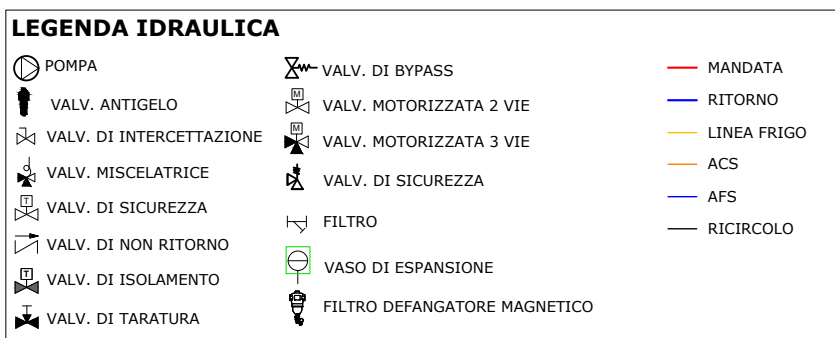 LEGENDA IDRAULICA
POMPA
VALV. ANTIGELO
VALV. DI INTERCETTAZIONE
VALV. MISCELATRICE
T
VALV. DI SICUREZZA
VALV. DI NON RITORNO
T
VALV. DI ISOLAMENTO
VALV. DI TARATURA
VALV. DI BYPASS
M
VALV. MOTORIZZATA 2 VIE
M
VALV. MOTORIZZATA 3 VIE
VALV. DI SICUREZZA
FILTRO
VASO DI ESPANSIONE
FILTRO DEFANGATORE MAGNETICO
MANDATA
RITORNO
LINEA FRIGO
ACS
AFS
RICIRCOLO